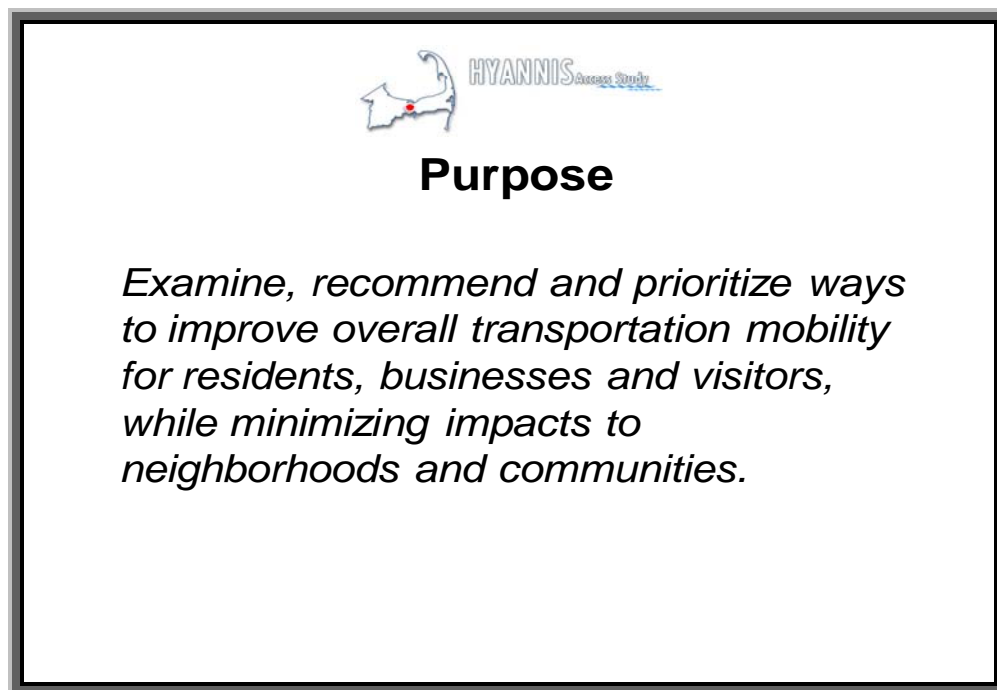 HYANNIS Access Study
Purpose
Examine, recommend and prioritize ways
to improve overall transportation mobility
for residents, businesses and visitors,
while minimizing impacts to
neighborhoods and communities.